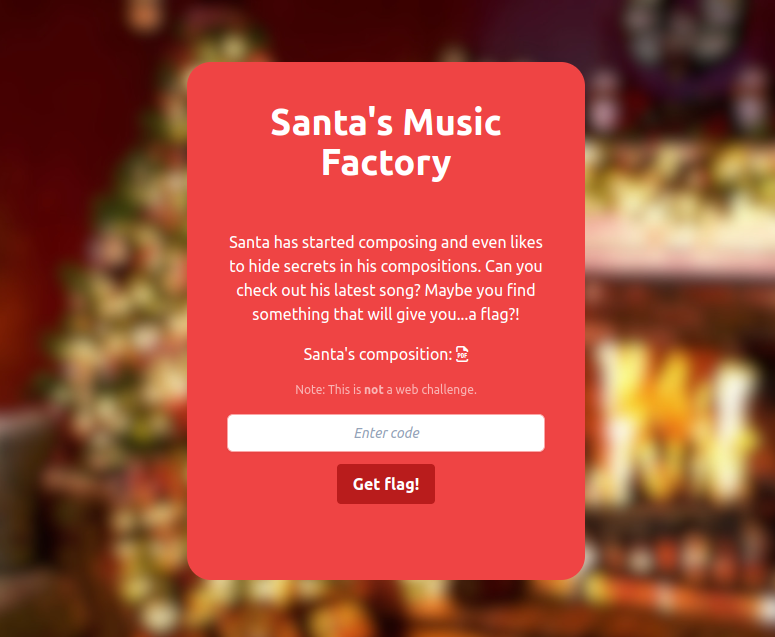 Santa's Music
Factory
Santa has started composing and even likes
to hide secrets in his compositions. Can you
check out his latest song? Maybe you find
something that will give you...a flag?!
Santa's composition: PDF
Note: This is not a web challenge.
Enter code
Get flag!